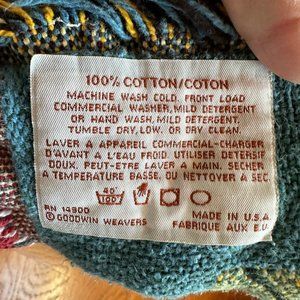 100% COTTON/COTON
MACHINE WASH COLD. FRONT LOAD
COMMERCIAL WASHER, MILD DETERGENT
OR HAND WASH, MILD DETERGENT.
TUMBLE DRY, LOW. OR DRY CLEAN.
LAVER A APPAREIL COMMERCIAL-CHARGER
D'AVANT A L'EAU FROID. UTILISER DETERSIF
DOUX. PEUT-ETRE LAVER A MAIN. SECHER
A TEMPERATURE BASSE. OU NETTOYER A SEC.
40°
100
RN 14900
© GOODWIN WEAVERS
MADE IN U.S.A.
FABRIQUE AUX E.U.